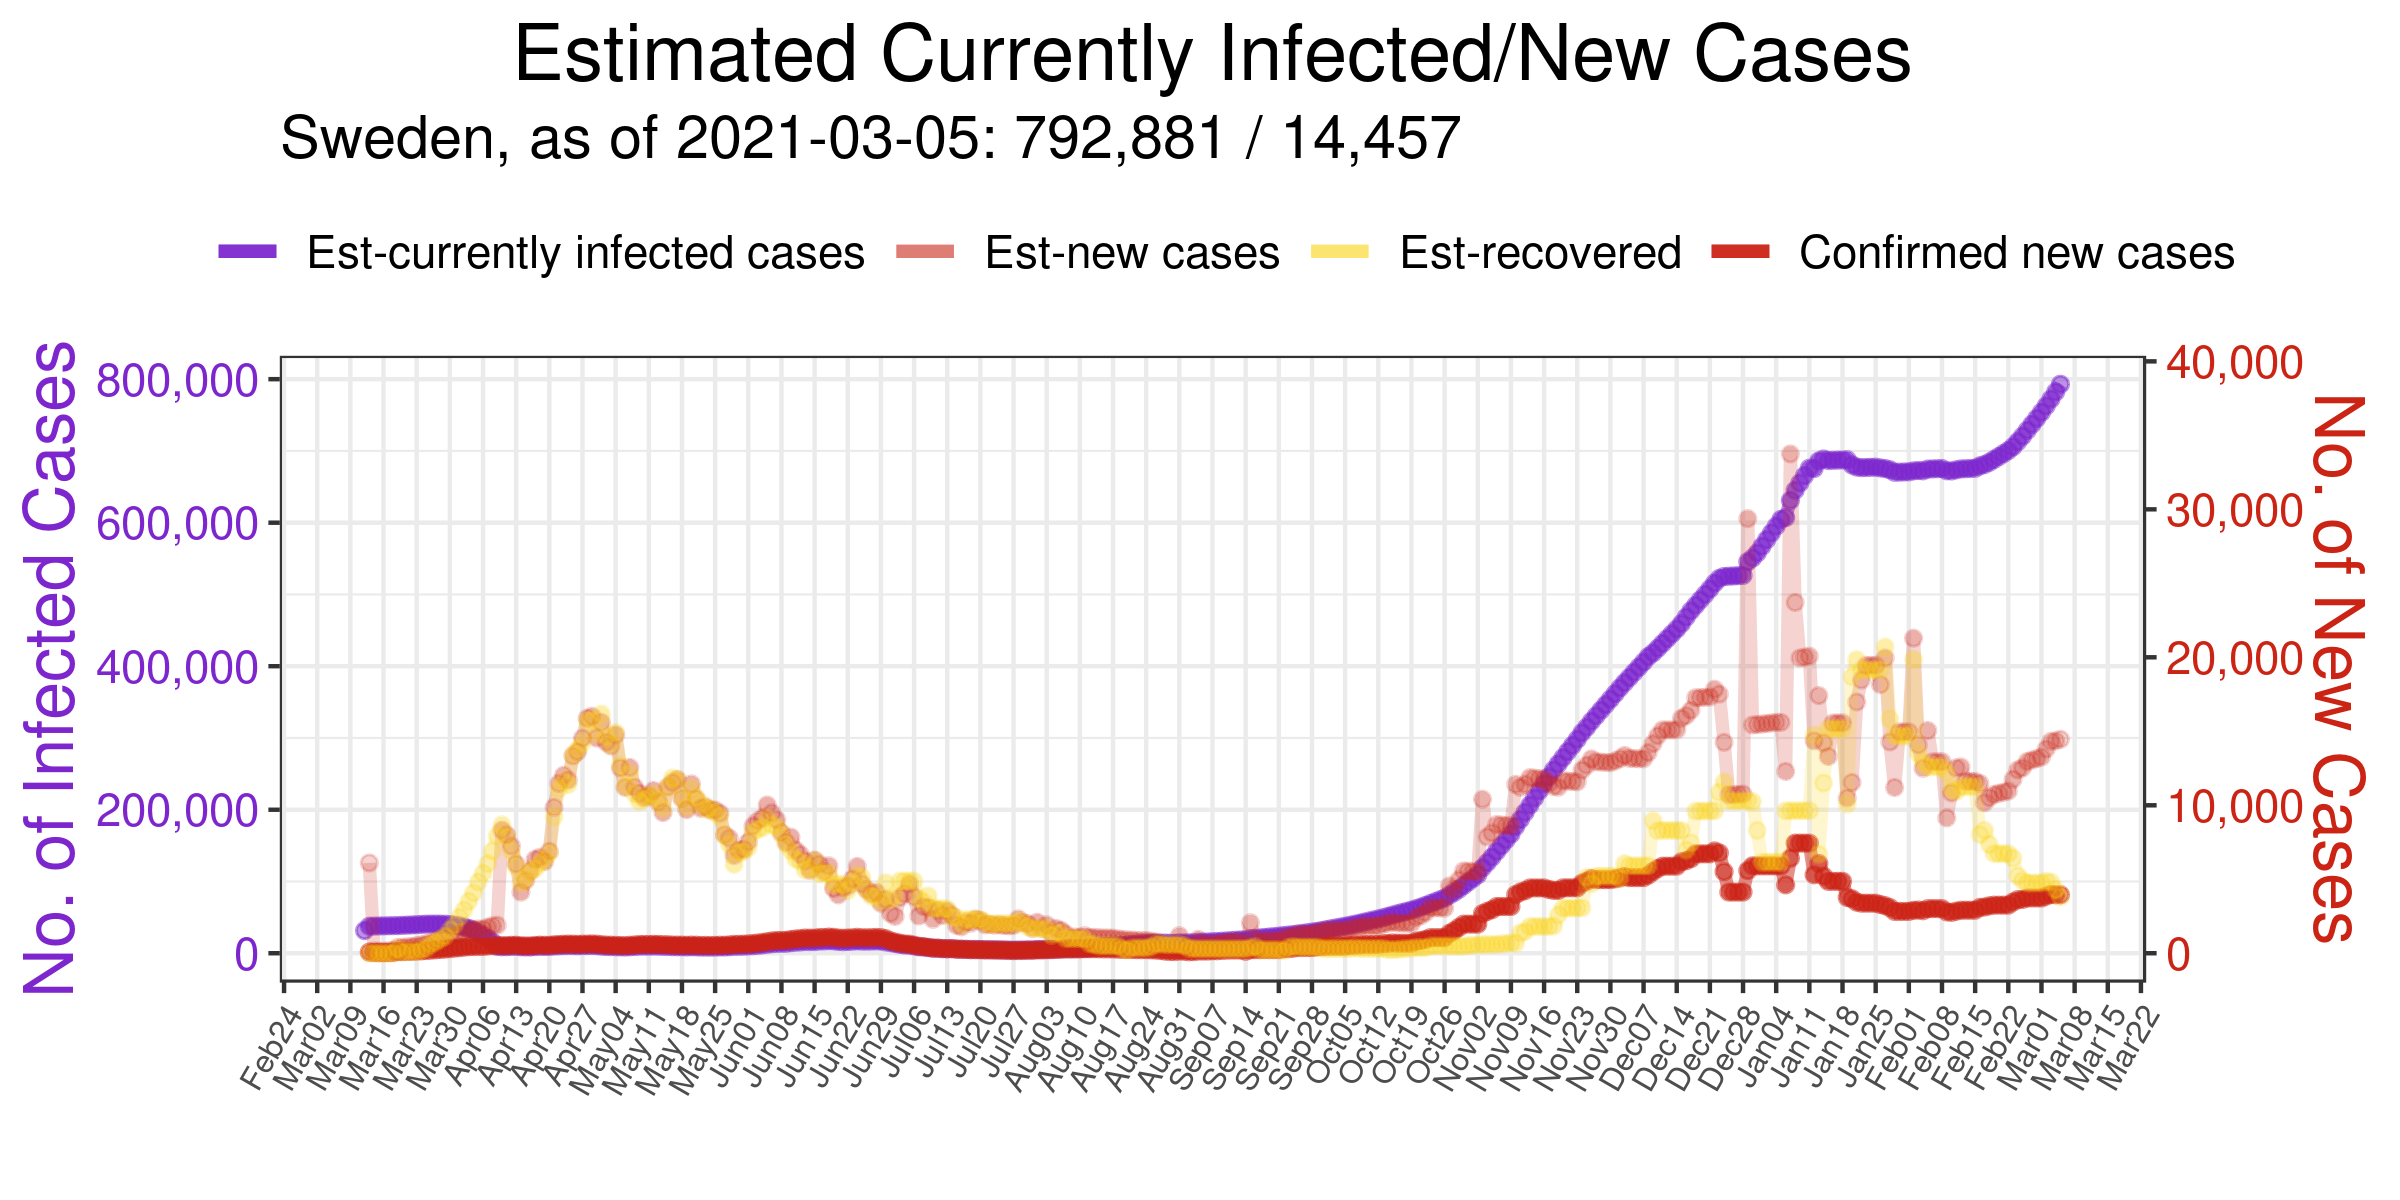 Estimated Currently Infected/New Cases
Sweden, as of 2021-03-05: 792,881 / 14,457
Est-currently infected cases Est-new cases Est-recovered Confirmed new cases
No. of Infected Cases
800,000
600,000
400,000
200,000
0
40,000
30,000
20,000
10,000
0
No. of New Cases
Feb24 Mar02 Mar09 Mar16 Mar23 Mar30 Apr06 Apr13 Apr20 Apr27 May04 May11 May18 May25 Jun01 Jun08 Jun15 Jun22 Jun29 Jul06 Jul13 Jul20 Jul27 Aug03 Aug10 Aug17 Aug24 Aug31 Sep07 Sep14 Sep21 Sep28 Oct05 Oct12 Oct19 Oct26 Nov02 Nov09 Nov16 Nov23 Nov30 Dec07 Dec14 Dec21 Dec28 Jan04 Jan11 Jan18 Jan25 Feb01 Feb08 Feb15 Feb22 Mar01 Mar08 Mar15 Mar22